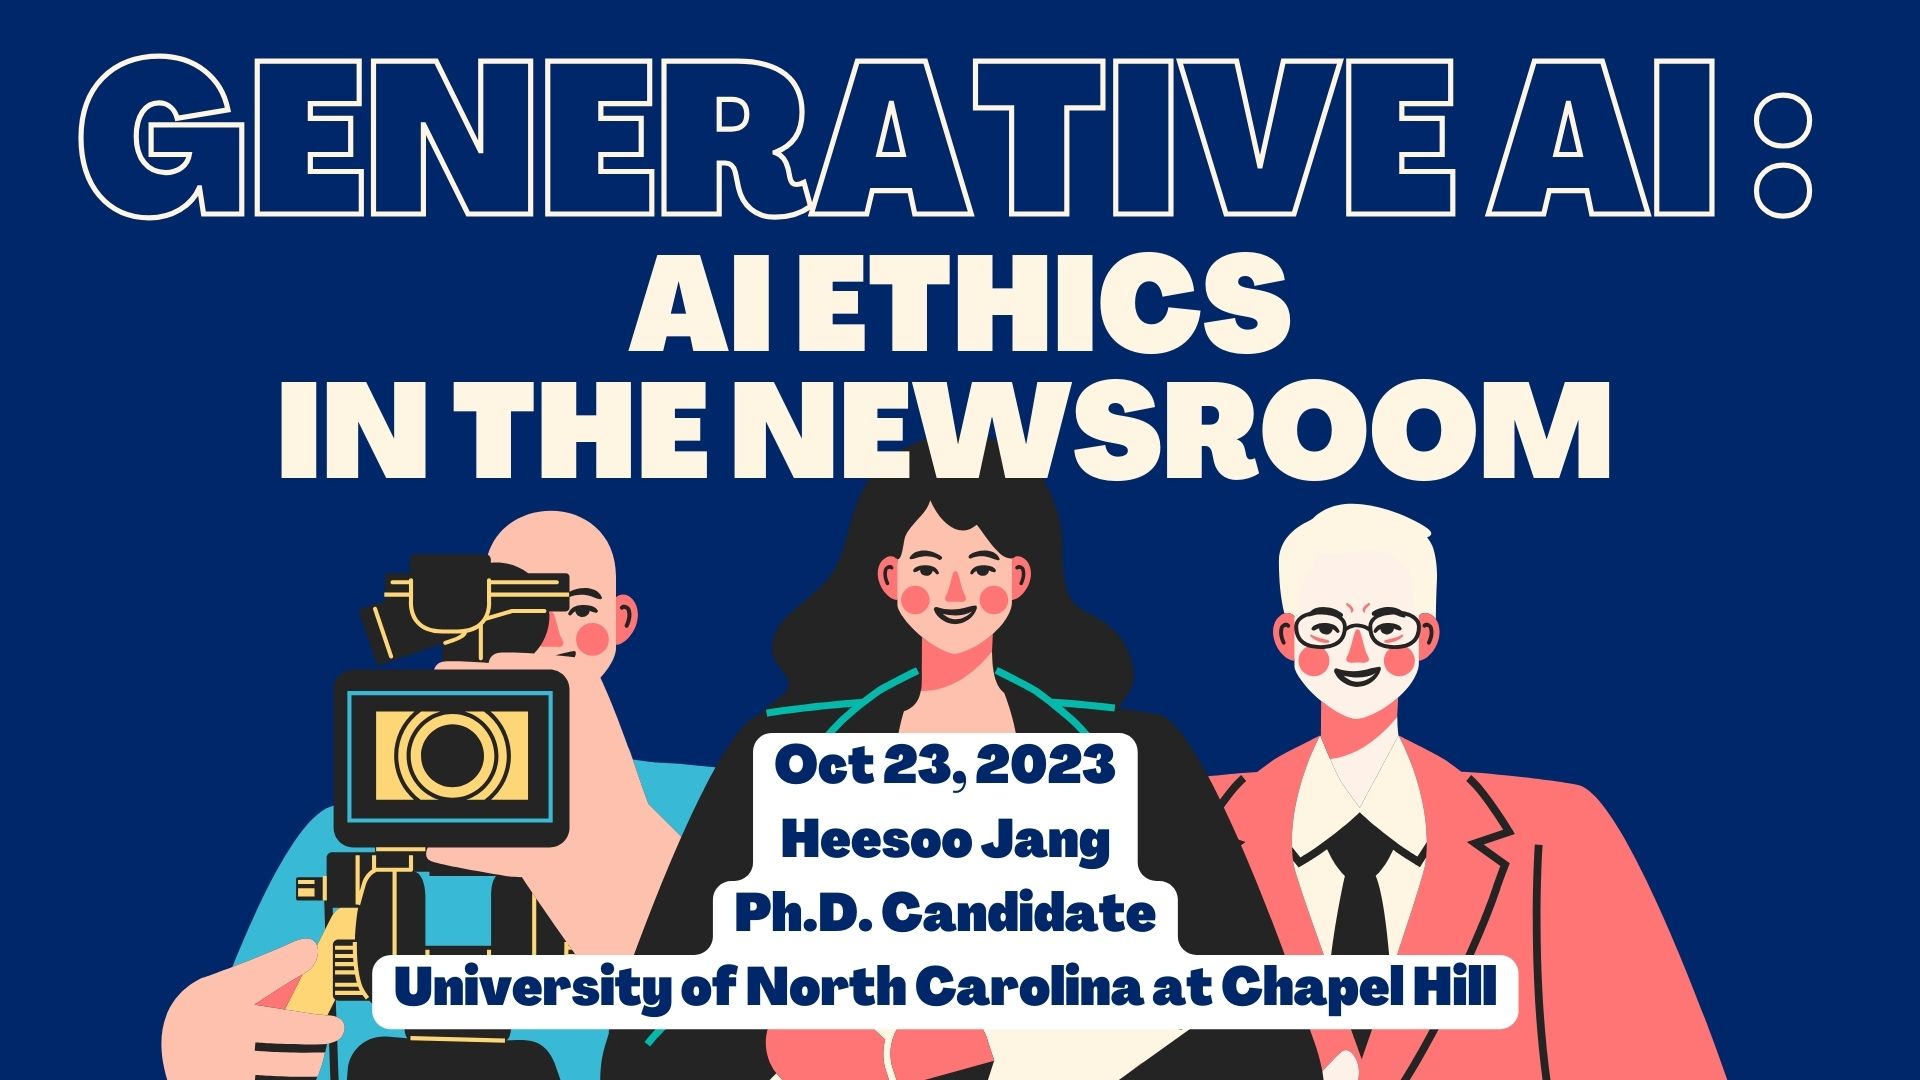 GENERATIVE AI :
AI ETHICS
IN THE NEWSROOM
Oct 23, 2023
Heesoo Jang
Ph.D. Candidate
University of North Carolina at Chapel Hill